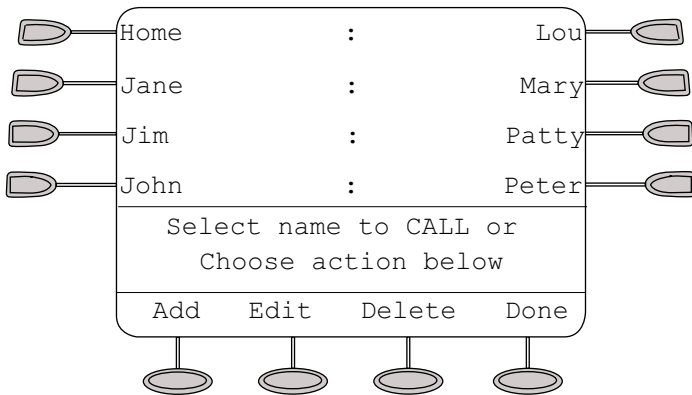 Home : Lou
Jane : Mary
Jim : Patty
John : Peter
Select name to CALL or
Choose action below
Add Edit Delete Done